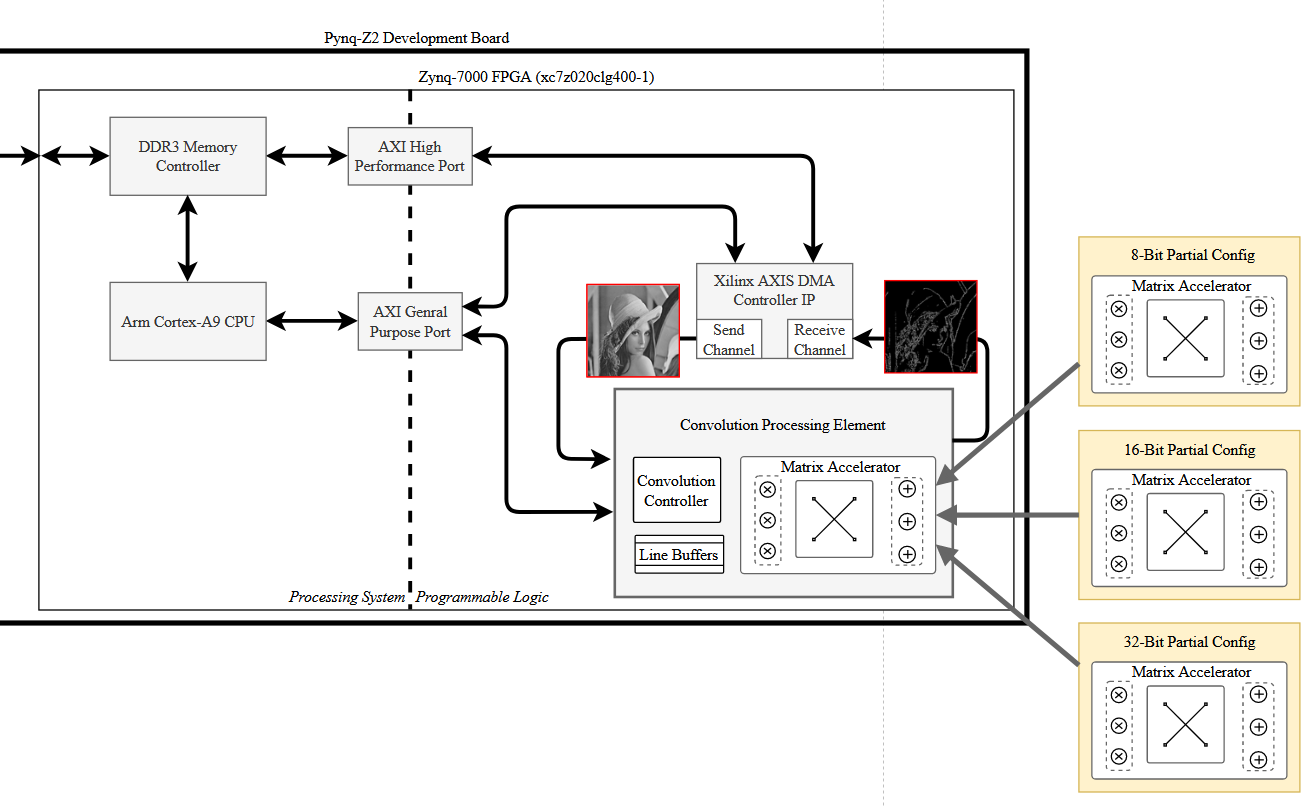 Pynq-Z2 Development Board
Zynq-7000 FPGA (xc7z020clg400-1)
DDR3 Memory
Controller
AXI High
Performance Port
Arm Cortex-A9 CPU
AXI Genral
Purpose Port
Xilinx AXIS DMA
Controller IP
Send
Channel
Receive
Channel
Convolution Processing Element
Convolution
Controller
Line Buffers
Matrix Accelerator
Processing System
Programmable Logic
8-Bit Partial Config
Matrix Accelerator
16-Bit Partial Config
Matrix Accelerator
32-Bit Partial Config
Matrix Accelerator